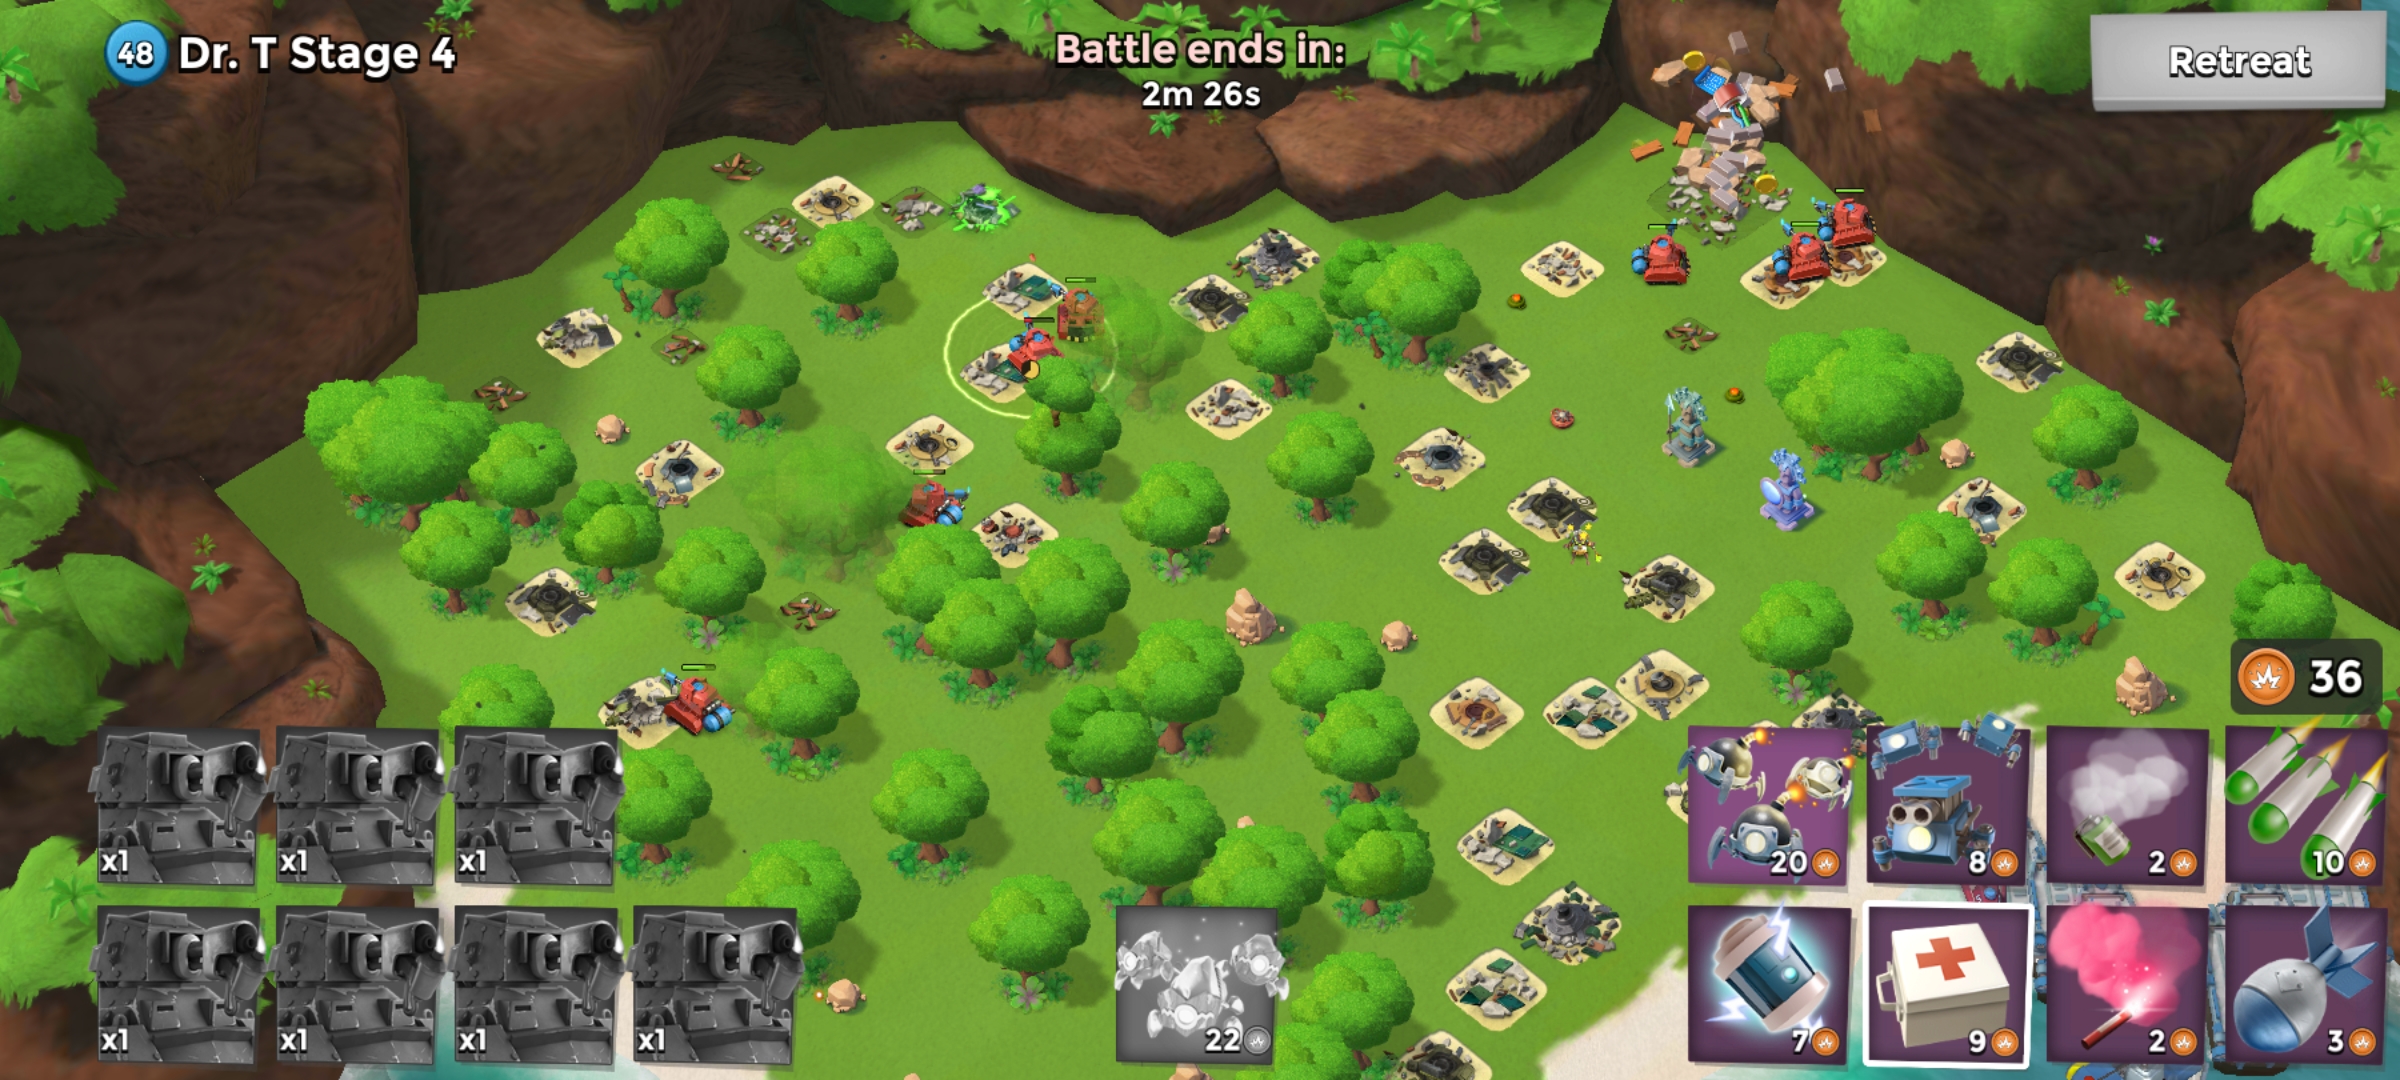 48 Dr. T Stage 4
Battle ends in:
2m 26s
Retreat
36
x1 x1 x1
20 8 2 10
x1 x1 x1 x1
22
7 9 2 3